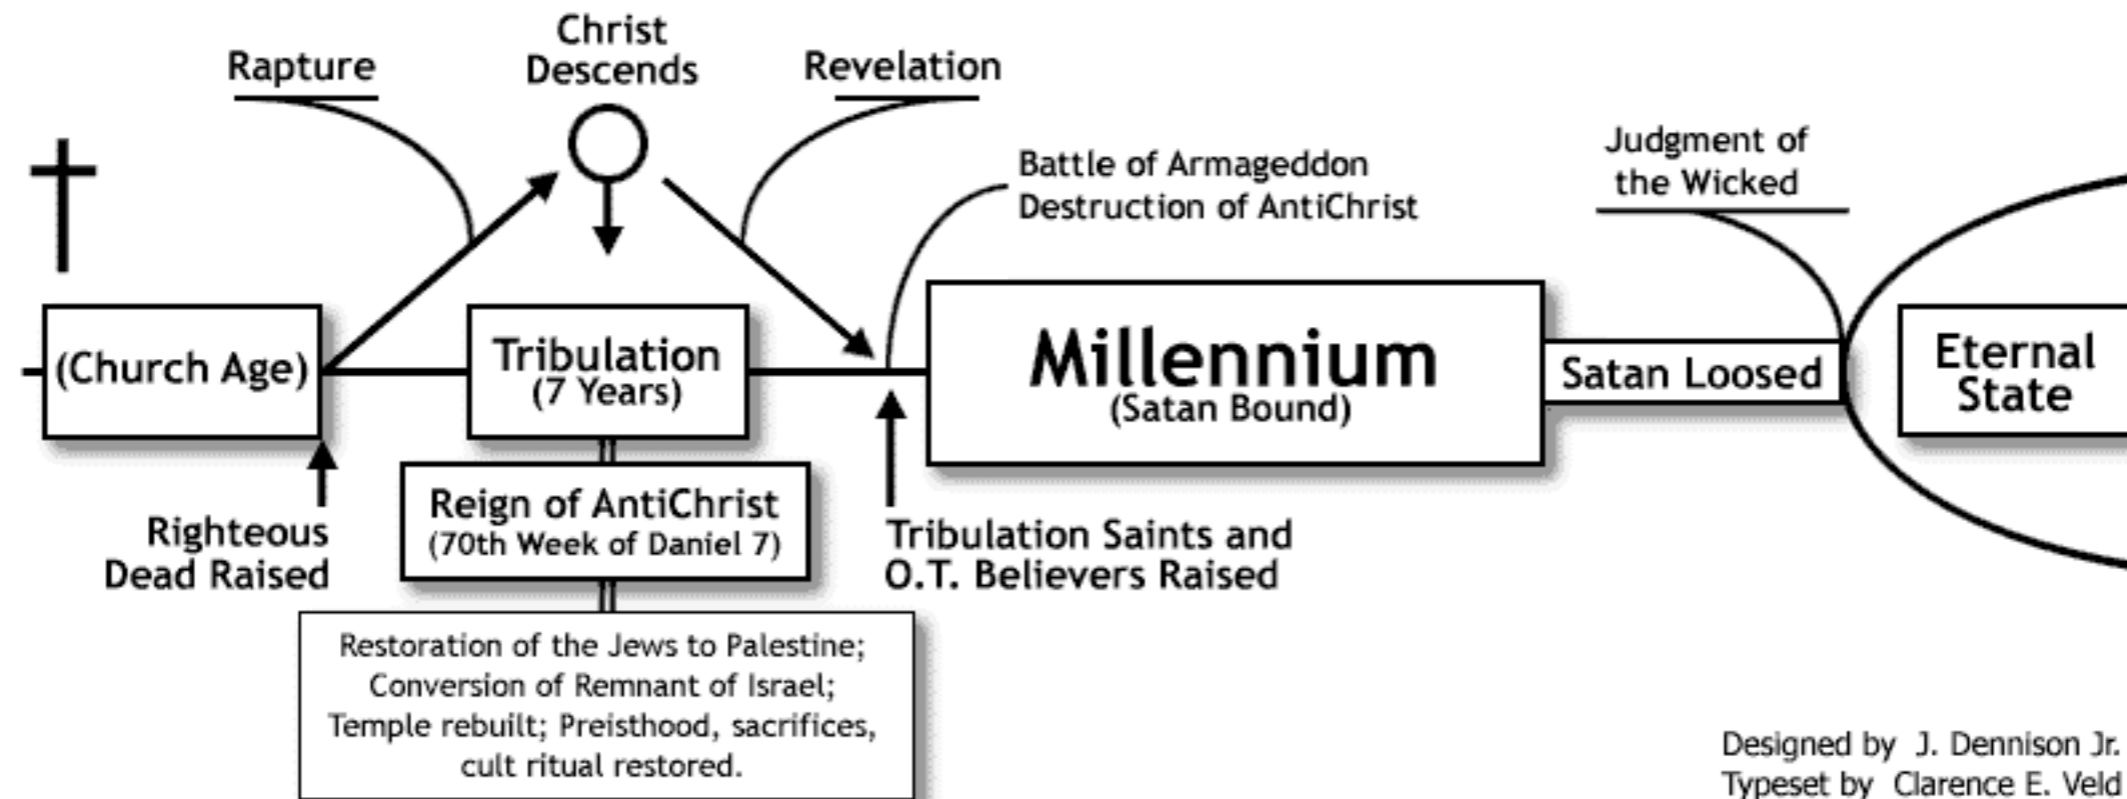 Rapture
Christ
Descends
Revelation
Battle of Armageddon
Destruction of AntiChrist
Judgment of
the Wicked
(Church Age)
Tribulation
(7 Years)
Millennium
(Satan Bound)
Satan Loosed
Eternal
State
Righteous
Dead Raised
Reign of AntiChrist
(70th Week of Daniel 7)
Tribulation Saints and
O.T. Believers Raised
Restoration of the Jews to Palestine;
Conversion of Remnant of Israel;
Temple rebuilt; Preisthood, sacrifices,
cult ritual restored.
Designed by J. Dennison Jr.
Typeset by Clarence E. Veld